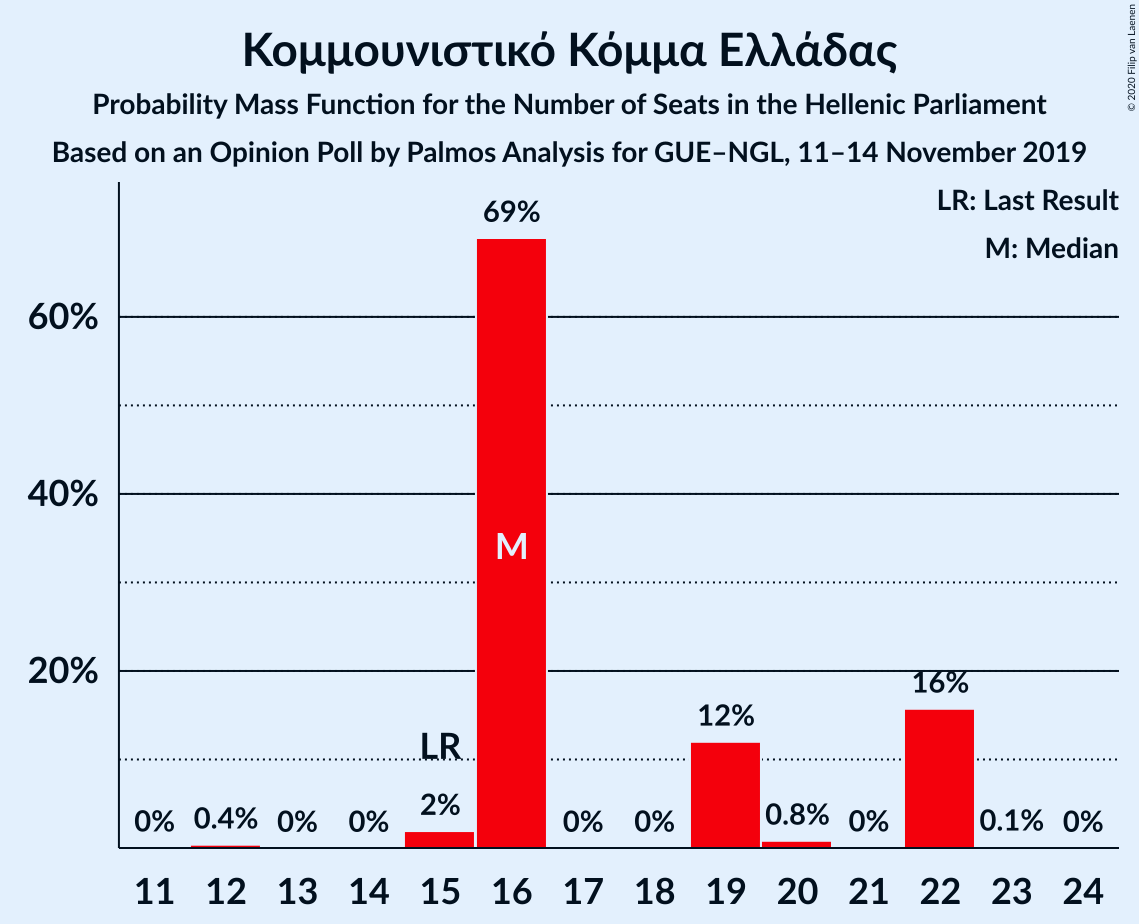 Κομμουνιστικό Κόμμα Ελλάδας
Probability Mass Function for the Number of Seats in the Hellenic Parliament
Based on an Opinion Poll by Palmos Analysis for GUE–NGL, 11–14 November 2019
© 2020 Filip van Laenen
LR: Last Result
M: Median
69%
60%
40%
M
20%
16%
12%
LR
2%
0% 0.4% 0% 0% 0% 0% 0.8% 0% 0.1% 0%
11 12 13 14 15 16 17 18 19 20 21 22 23 24